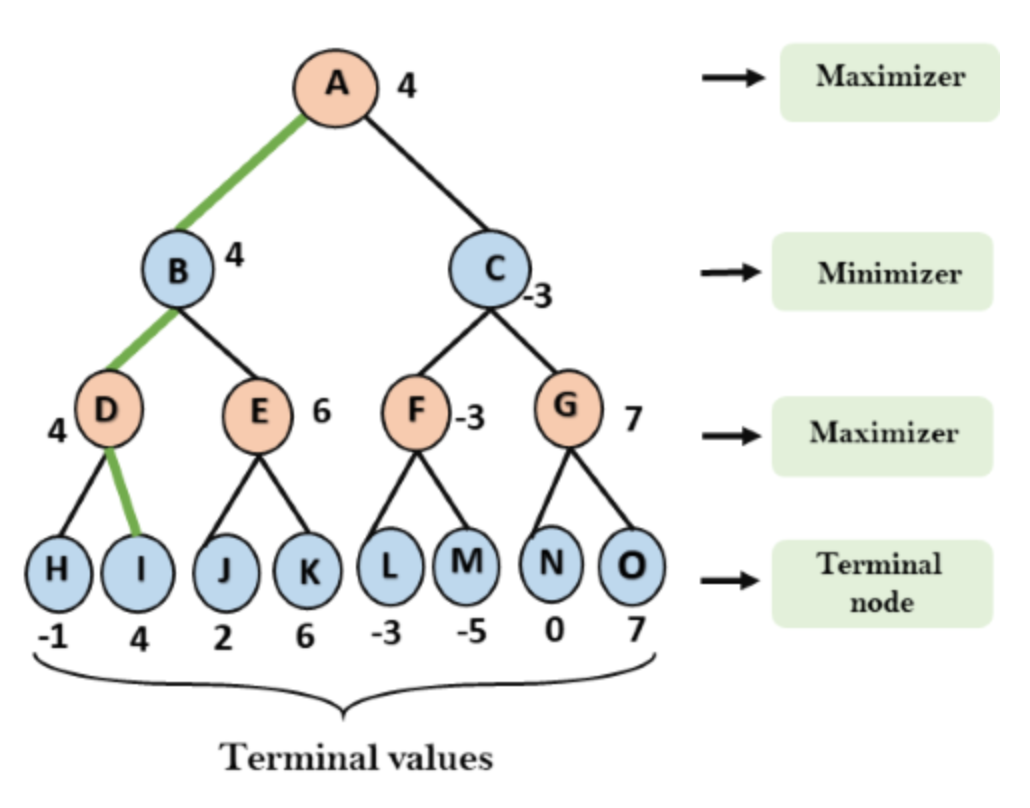 A 4
Maximizer
B 4
C -3
Minimizer
D 4
E 6
F -3
G 7
Maximizer
H I J K L M N O
Terminal
node
-1 4 2 6 -3 -5 0 7
Terminal values